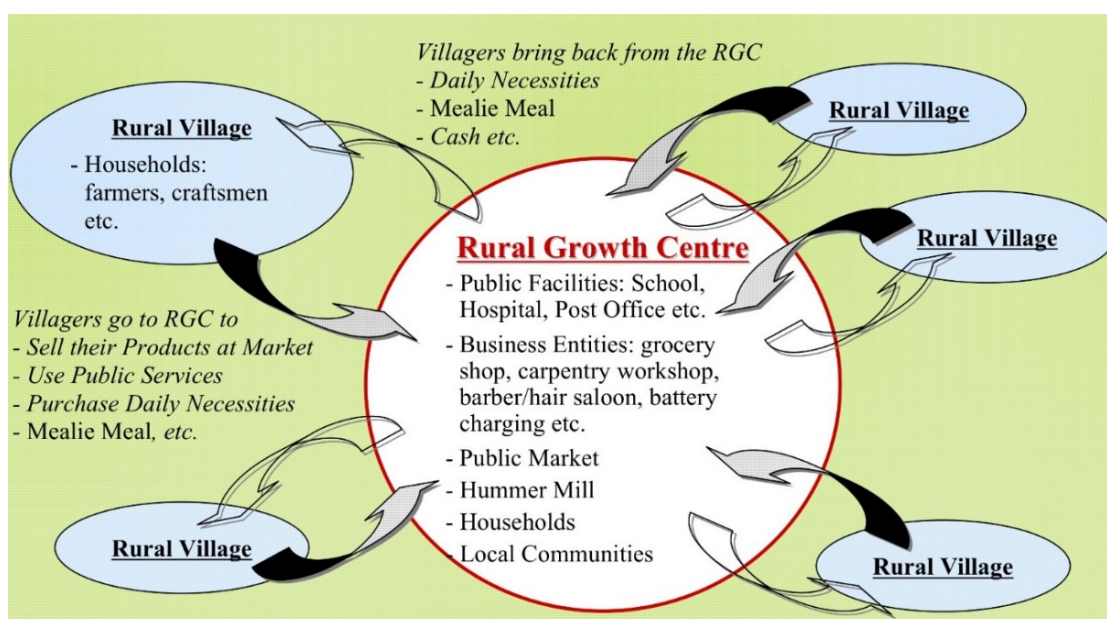 Villagers bring back from the RGC
- Daily Necessities
- Mealie Meal
- Cash etc.
Rural Village
- Households:
farmers, craftsmen
etc.
Rural Village
Rural Village
Rural Growth Centre
- Public Facilities: School,
Hospital, Post Office etc.
- Business Entities: grocery
shop, carpentry workshop,
barber/hair saloon, battery
charging etc.
- Public Market
- Hummer Mill
- Households
- Local Communities
Villagers go to RGC to
- Sell their Products at Market
- Use Public Services
- Purchase Daily Necessities
- Mealie Meal, etc.
Rural Village
Rural Village